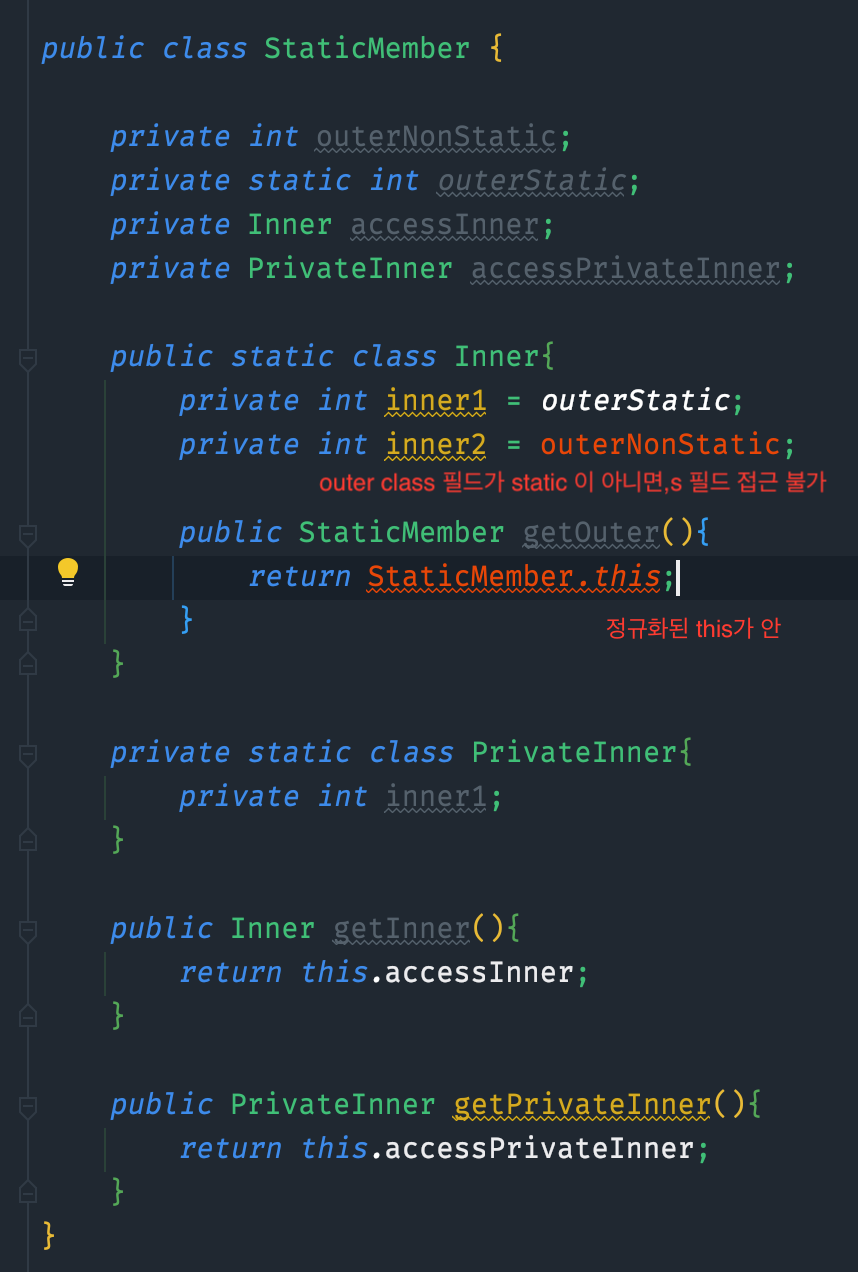 public class StaticMember {
private int outerNonStatic;
private static int outerStatic;
private Inner accessInner;
private PrivateInner accessPrivateInner;
public static class Inner{
private int inner1 = outerStatic;
private int inner2 = outerNonStatic;
outer class 필드가 static 이 아니면,s 필드 접근 불가
public StaticMember getOuter(){
return StaticMember.this;
}
정규화된 this가 안
}
private static class PrivateInner{
private int inner1;
}
public Inner getInner(){
return this.accessInner;
}
public PrivateInner getPrivateInner(){
return this.accessPrivateInner;
}
}